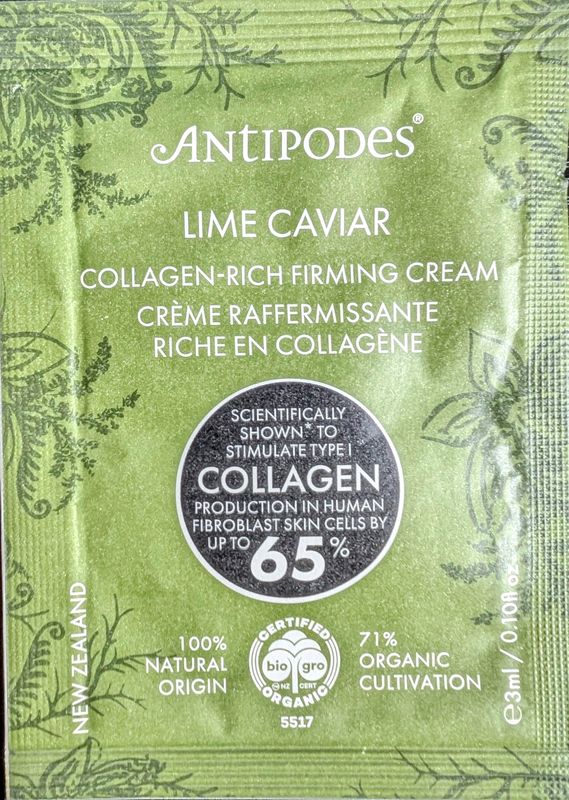 ANTIPODES®
LIME CAVIAR
COLLAGEN-RICH FIRMING CREAM
CRÈME RAFFERMISSANTE
RICHE EN COLLAGÈNE
SCIENTIFICALLY
SHOWN* TO
STIMULATE TYPE I
COLLAGEN
PRODUCTION IN HUMAN
FIBROBLAST SKIN CELLS BY
UP TO 65%
NEW ZEALAND
100%
NATURAL
ORIGIN
CERTIFIED
bio gro
NZ CERT
ORGANIC
5517
71%
ORGANIC
CULTIVATION
℮3ml / 0.10fl oz